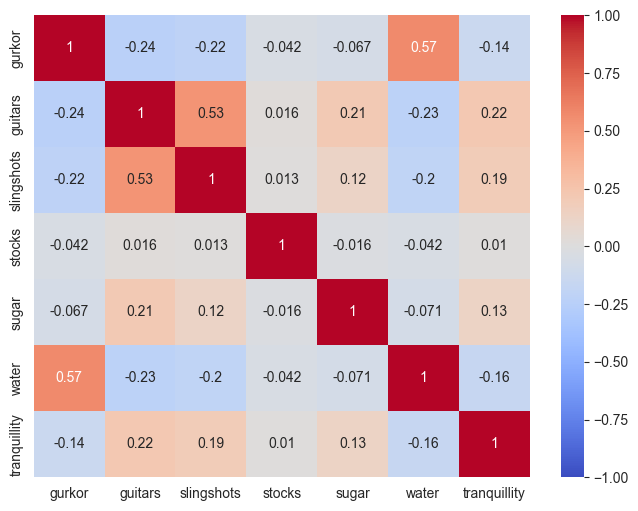 gurkor 1 -0.24 -0.22 -0.042 -0.067 0.57 -0.14
guitars -0.24 1 0.53 0.016 0.21 -0.23 0.22
slingshots -0.22 0.53 1 0.013 0.12 -0.2 0.19
stocks -0.042 0.016 0.013 1 -0.016 -0.042 0.01
sugar -0.067 0.21 0.12 -0.016 1 -0.071 0.13
water 0.57 -0.23 -0.2 -0.042 -0.071 1 -0.16
tranquillity -0.14 0.22 0.19 0.01 0.13 -0.16 1
gurkor guitars slingshots stocks sugar water tranquillity
1.00
0.75
0.50
0.25
0.00
−0.25
−0.50
−0.75
−1.00